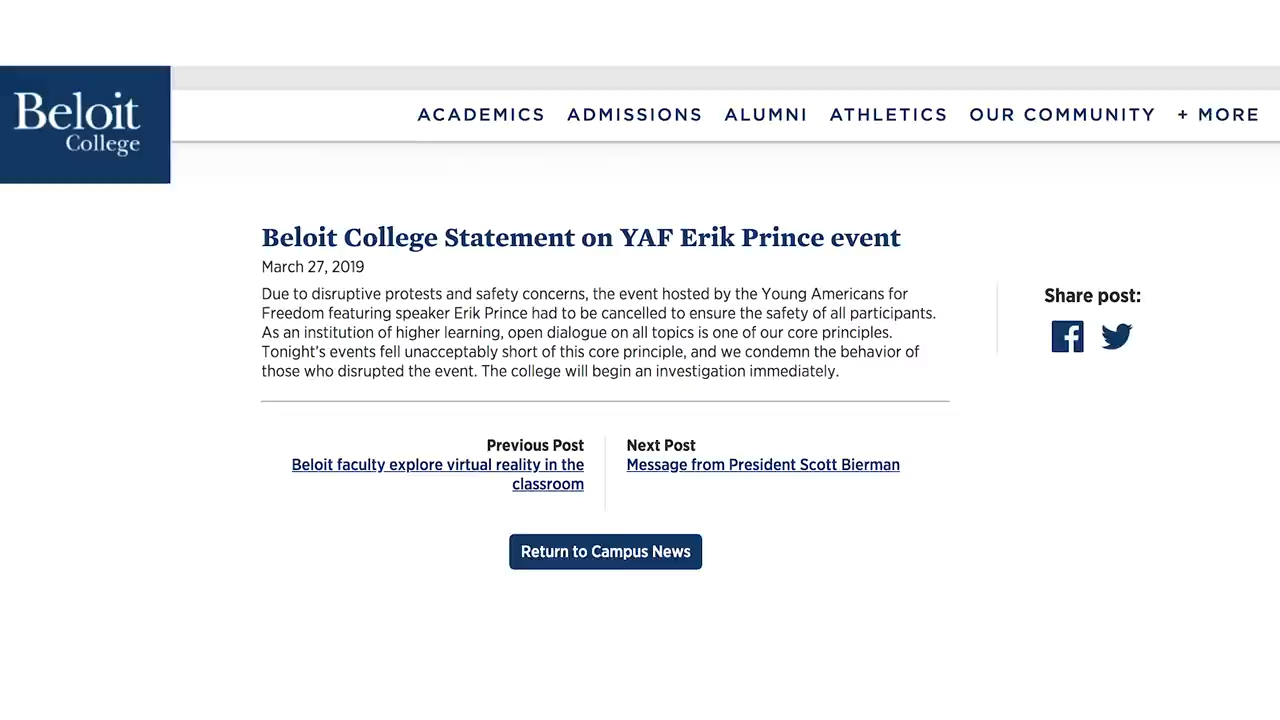 Beloit
College
ACADEMICS ADMISSIONS ALUMNI ATHLETICS OUR COMMUNITY + MORE
Beloit College Statement on YAF Erik Prince event
March 27, 2019
Due to disruptive protests and safety concerns, the event hosted by the Young Americans for
Freedom featuring speaker Erik Prince had to be cancelled to ensure the safety of all participants.
As an institution of higher learning, open dialogue on all topics is one of our core principles.
Tonight's events fell unacceptably short of this core principle, and we condemn the behavior of
those who disrupted the event. The college will begin an investigation immediately.
Share post:
Previous Post
Beloit faculty explore virtual reality in the
classroom
Next Post
Message from President Scott Bierman
Return to Campus News